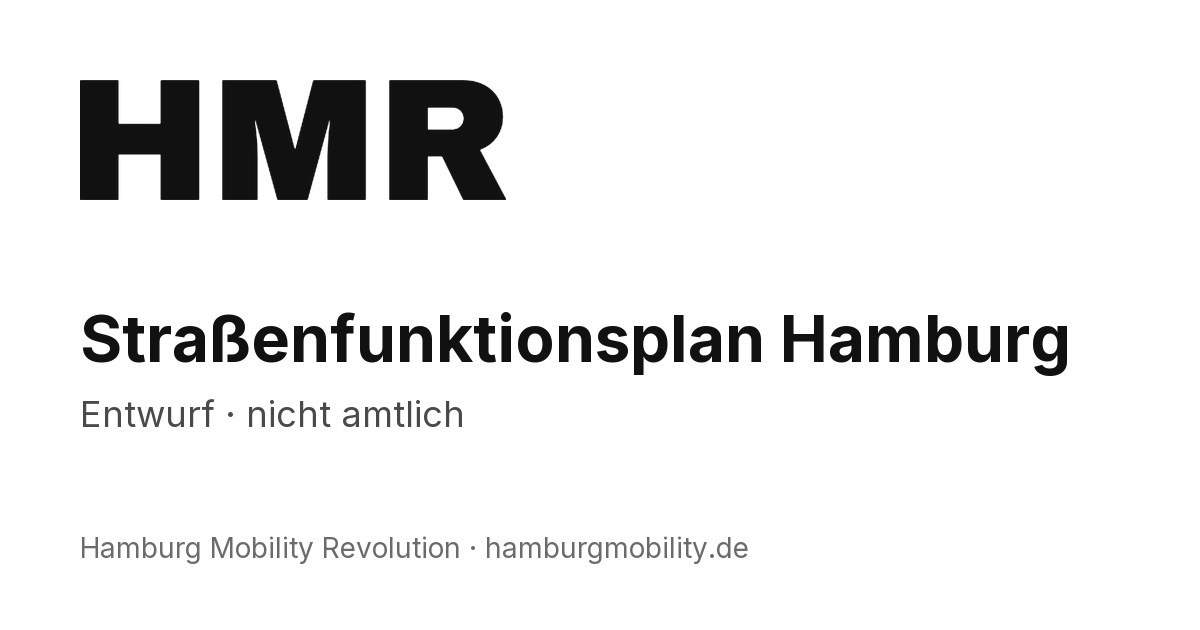 HMR
Straßenfunktionsplan Hamburg
Entwurf · nicht amtlich
Hamburg Mobility Revolution · hamburgmobility.de